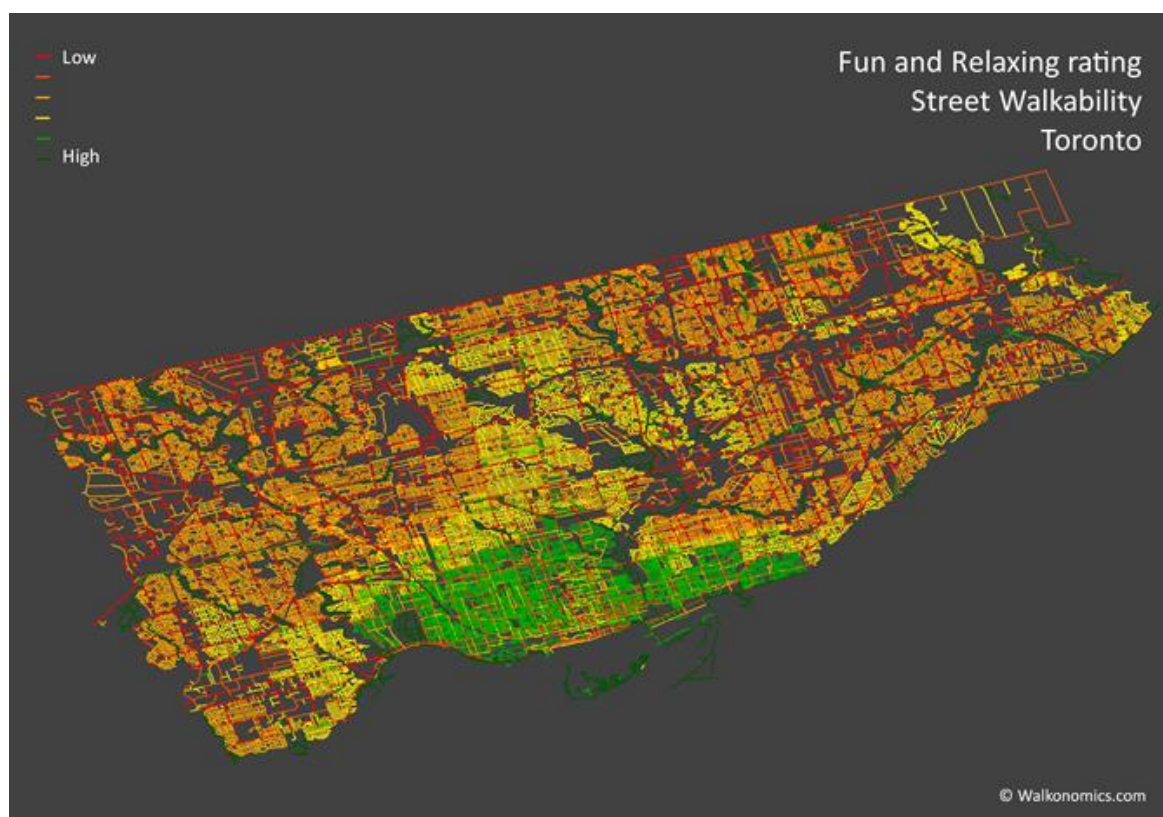 Low
High
Fun and Relaxing rating
Street Walkability
Toronto
© Walkonomics.com